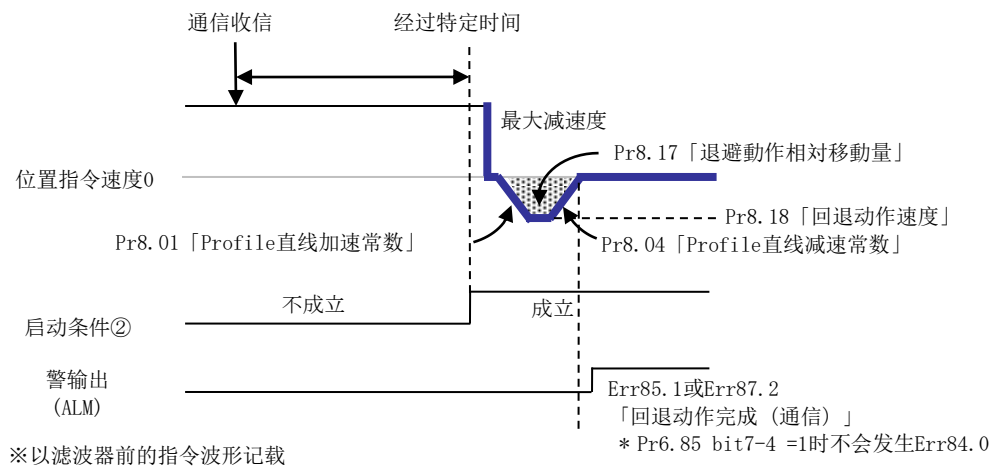 通信收信
经过特定时间
最大减速度
Pr8.17「退避動作相対移動量」
位置指令速度0
Pr8.18「回退动作速度」
Pr8.01「Profile直线加速常数」
Pr8.04「Profile直线减速常数」
不成立
成立
启动条件②
警输出
(ALM)
Err85.1或Err87.2
「回退动作完成（通信）」
* Pr6.85 bit7-4 =1时不会发生Err84.0
※以滤波器前的指令波形记载